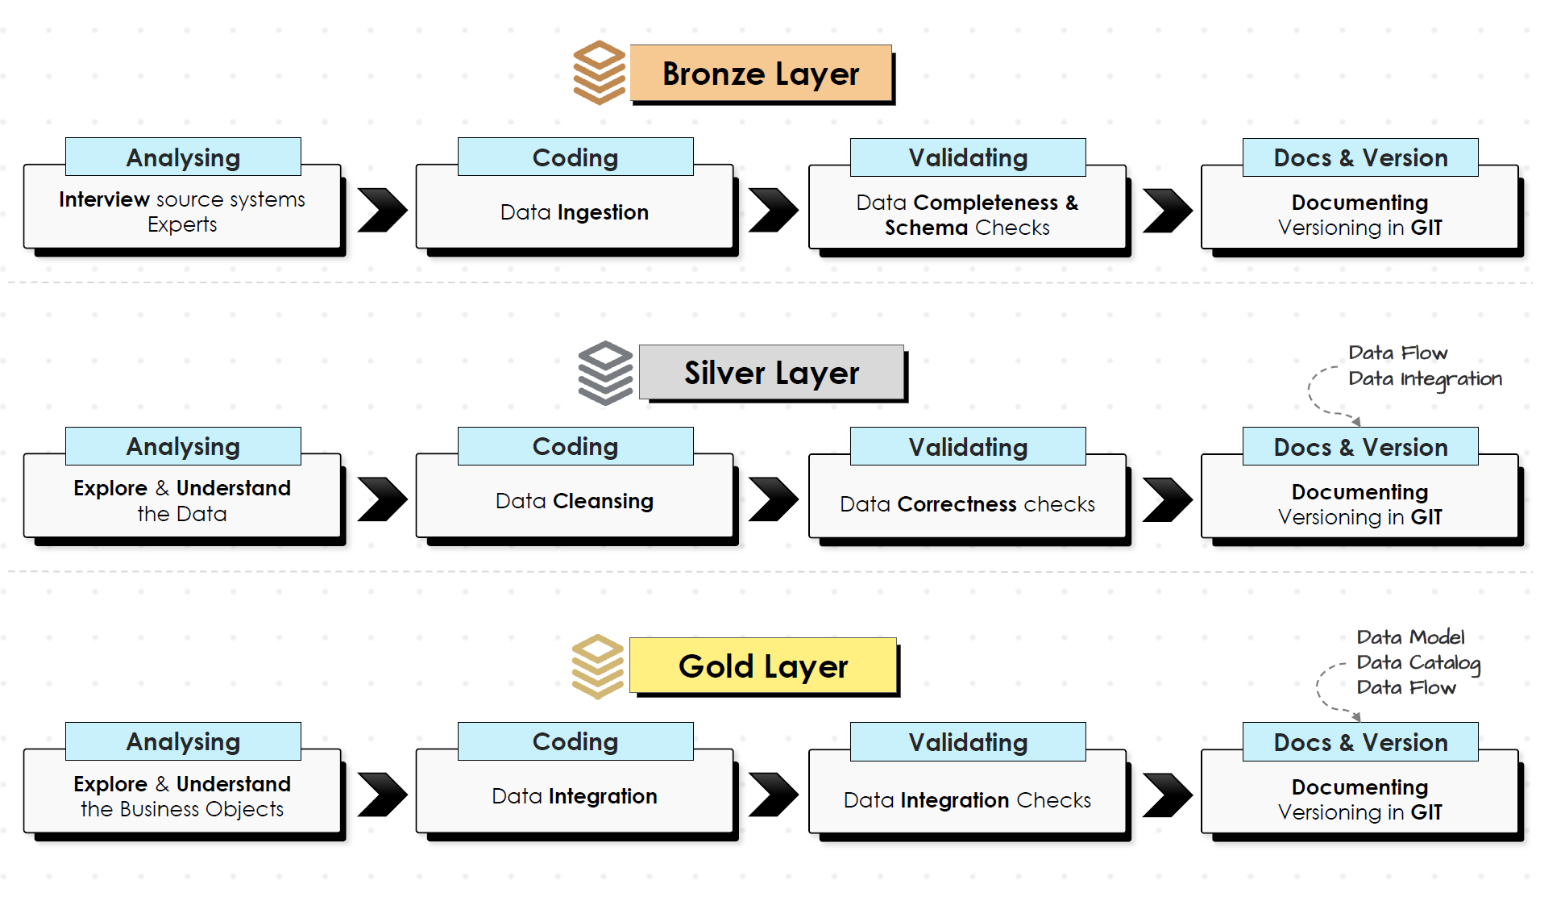 Bronze Layer
Analysing
Interview source systems
Experts
Coding
Data Ingestion
Validating
Data Completeness &
Schema Checks
Docs & Version
Documenting
Versioning in GIT
Silver Layer
Data Flow
Data Integration
Analysing
Explore & Understand
the Data
Coding
Data Cleansing
Validating
Data Correctness checks
Docs & Version
Documenting
Versioning in GIT
Gold Layer
Data Model
Data Catalog
Data Flow
Analysing
Explore & Understand
the Business Objects
Coding
Data Integration
Validating
Data Integration Checks
Docs & Version
Documenting
Versioning in GIT